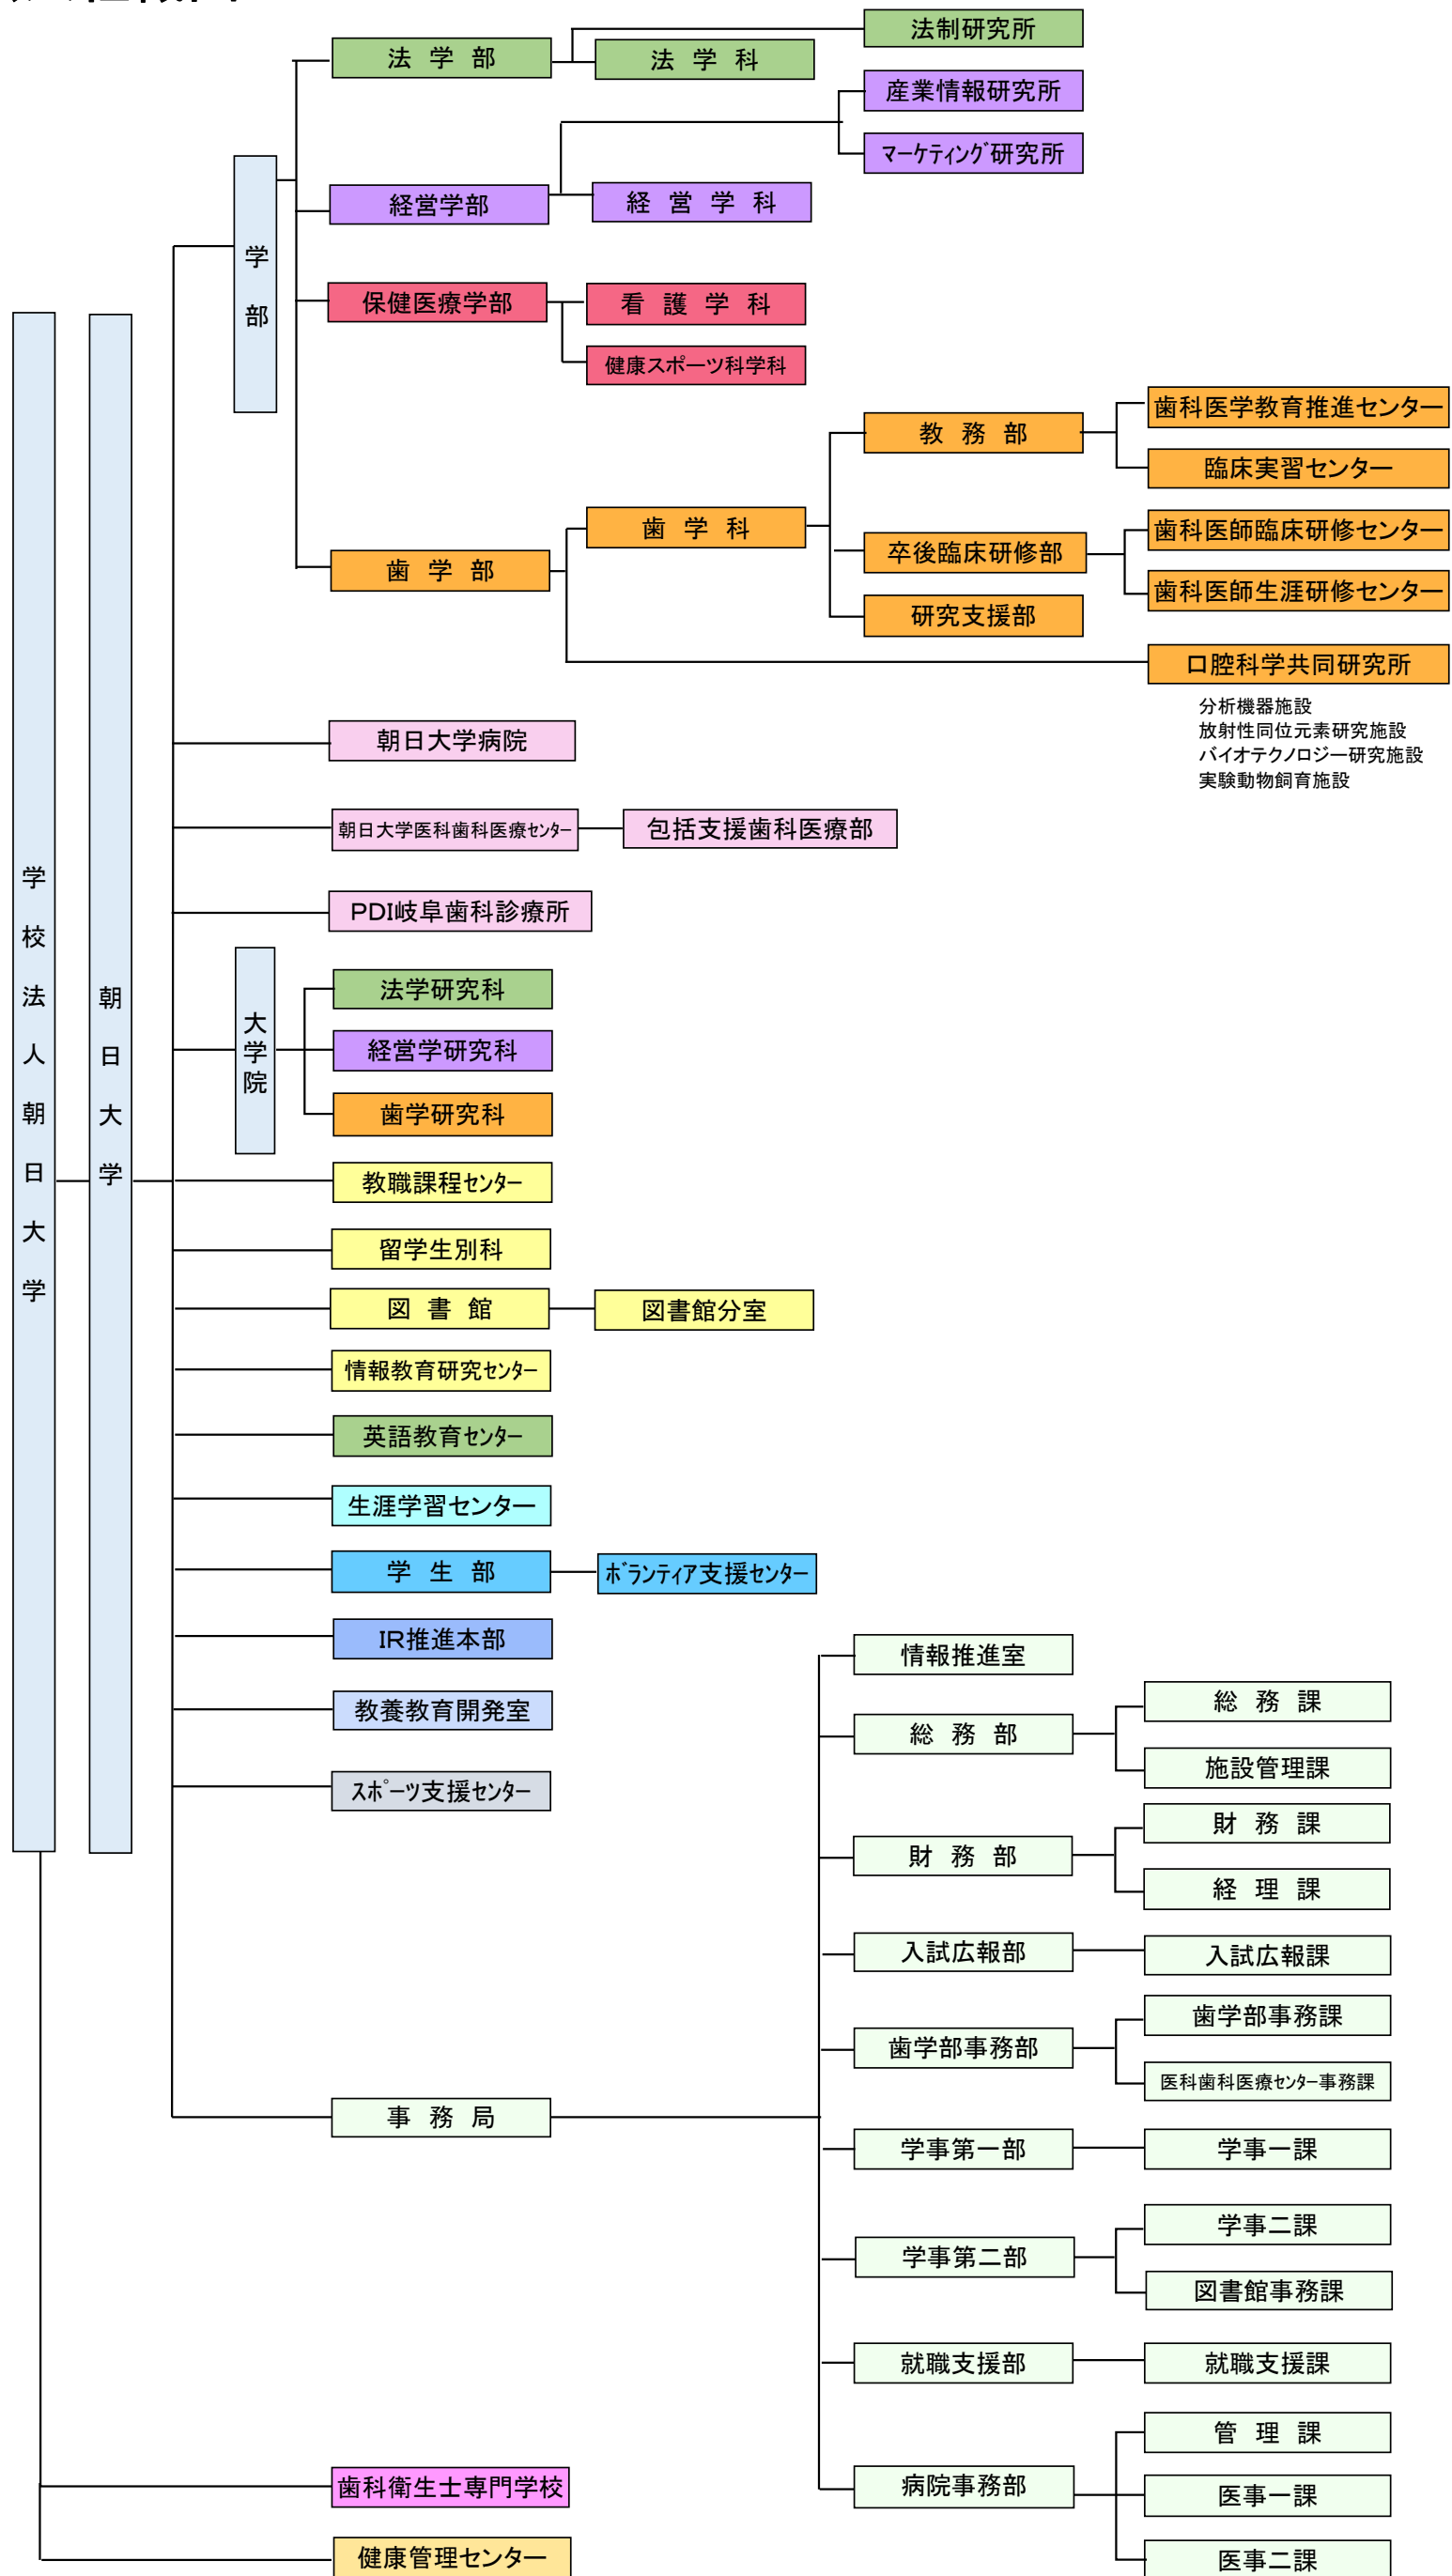 法学部
法学科
法制研究所
産業情報研究所
マーケティング研究所
経営学部
経営学科
学部
保健医療学部
看護学科
健康スポーツ科学科
歯学部
歯学科
教務部
歯科医学教育推進センター
臨床実習センター
卒後臨床研修部
歯科医師臨床研修センター
歯科医師生涯研修センター
研究支援部
口腔科学共同研究所
分析機器施設
放射性同位元素研究施設
バイオテクノロジー研究施設
実験動物飼育施設
朝日大学病院
朝日大学医科歯科医療センター
包括支援歯科医療部
PDI岐阜歯科診療所
学校法人朝日大学
朝日大学
大学院
法学研究科
経営学研究科
歯学研究科
教職課程センター
留学生別科
図書館
図書館分室
情報教育研究センター
英語教育センター
生涯学習センター
学生部
ボランティア支援センター
IR推進本部
教養教育開発室
スポーツ支援センター
事務局
情報推進室
総務部
総務課
施設管理課
財務部
財務課
経理課
入試広報部
入試広報課
歯学部事務部
歯学部事務課
医科歯科医療センター事務課
学事第一部
学事一課
学事第二部
学事二課
図書館事務課
就職支援部
就職支援課
病院事務部
管理課
医事一課
医事二課
歯科衛生士専門学校
健康管理センター